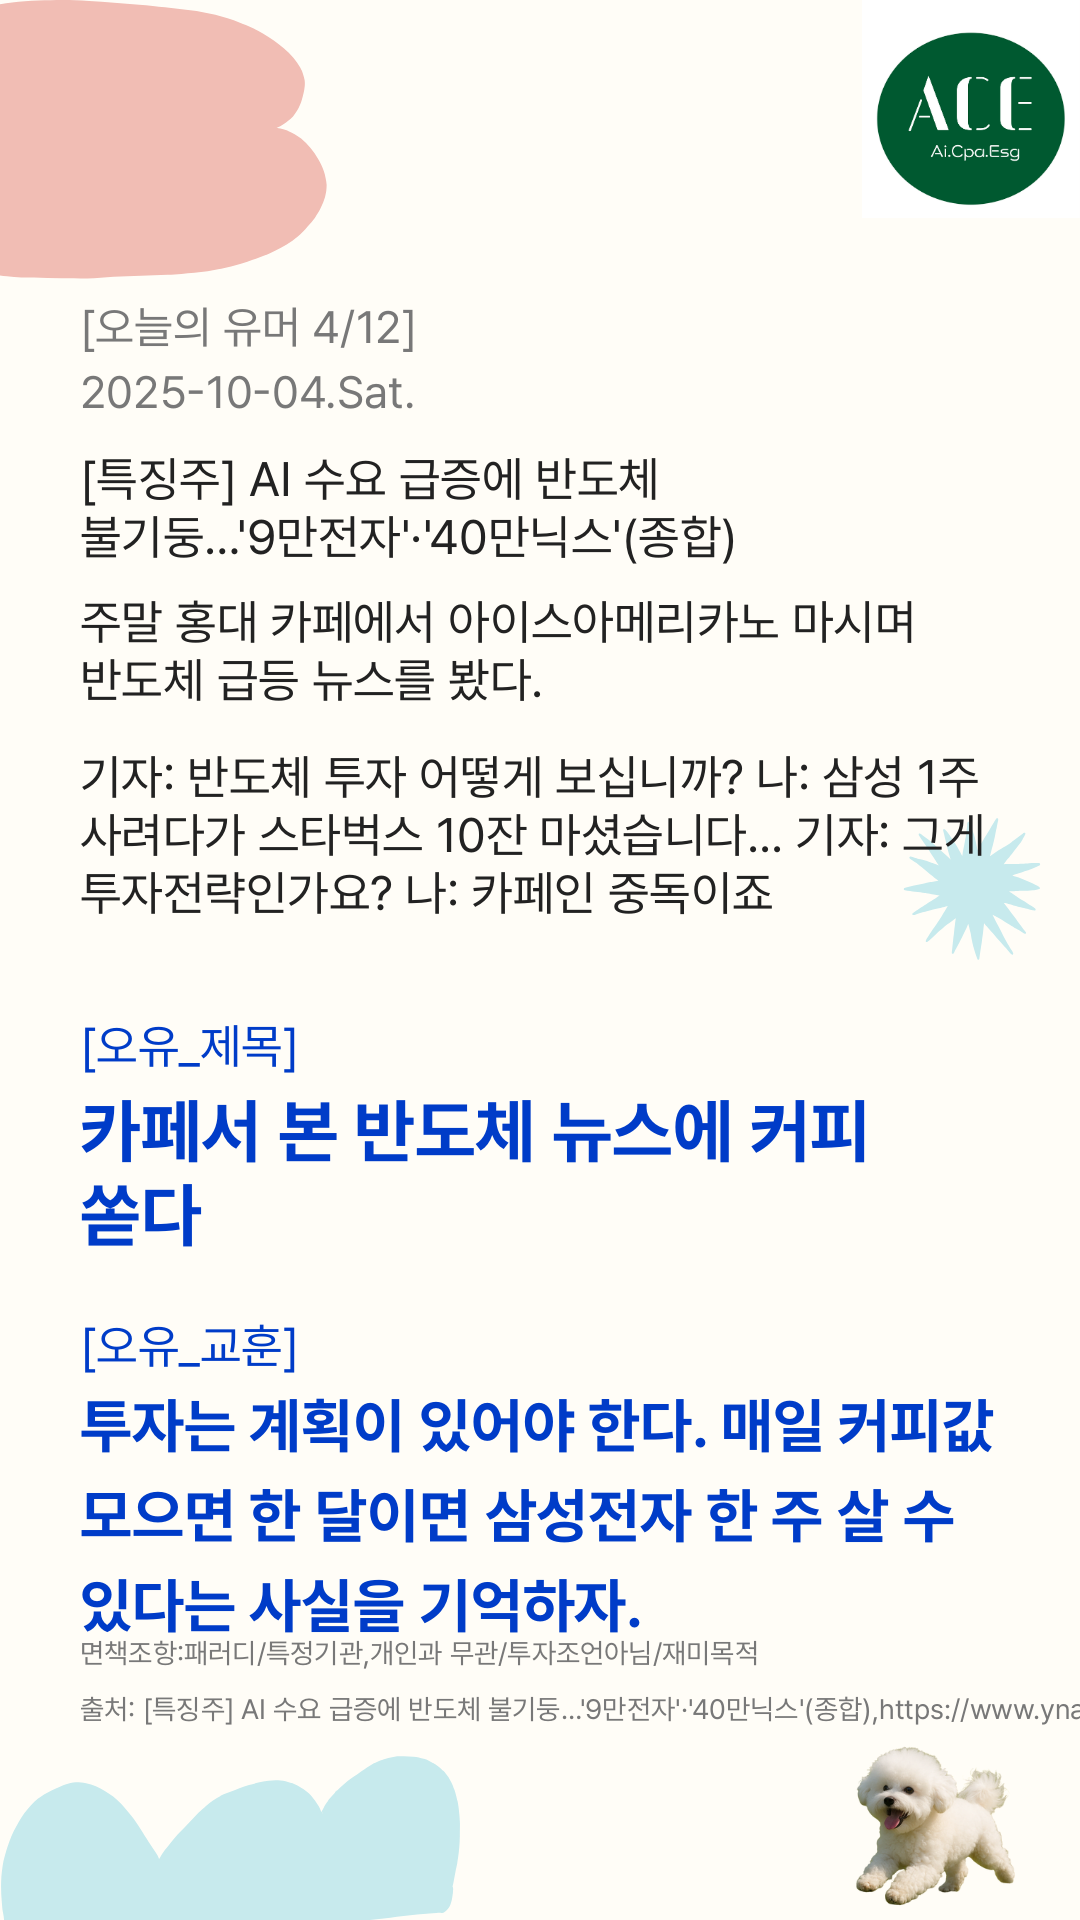 ACE
Ai.Cpa.Esg
[오늘의 유머 4/12]
2025-10-04.Sat.
[특징주] AI 수요 급증에 반도체
불기둥...'9만전자'·'40만닉스'(종합)
주말 홍대 카페에서 아이스아메리카노 마시며
반도체 급등 뉴스를 봤다.
기자: 반도체 투자 어떻게 보십니까? 나: 삼성 1주
사려다가 스타벅스 10잔 마셨습니다... 기자: 그게
투자전략인가요? 나: 카페인 중독이죠
[오유_제목]
카페서 본 반도체 뉴스에 커피
쏟다
[오유_교훈]
투자는 계획이 있어야 한다. 매일 커피값
모으면 한 달이면 삼성전자 한 주 살 수
있다는 사실을 기억하자.
면책조항:패러디/특정기관,개인과 무관/투자조언아님/재미목적
출처: [특징주] AI 수요 급증에 반도체 불기둥...'9만전자'·'40만닉스'(종합),https://www.yna